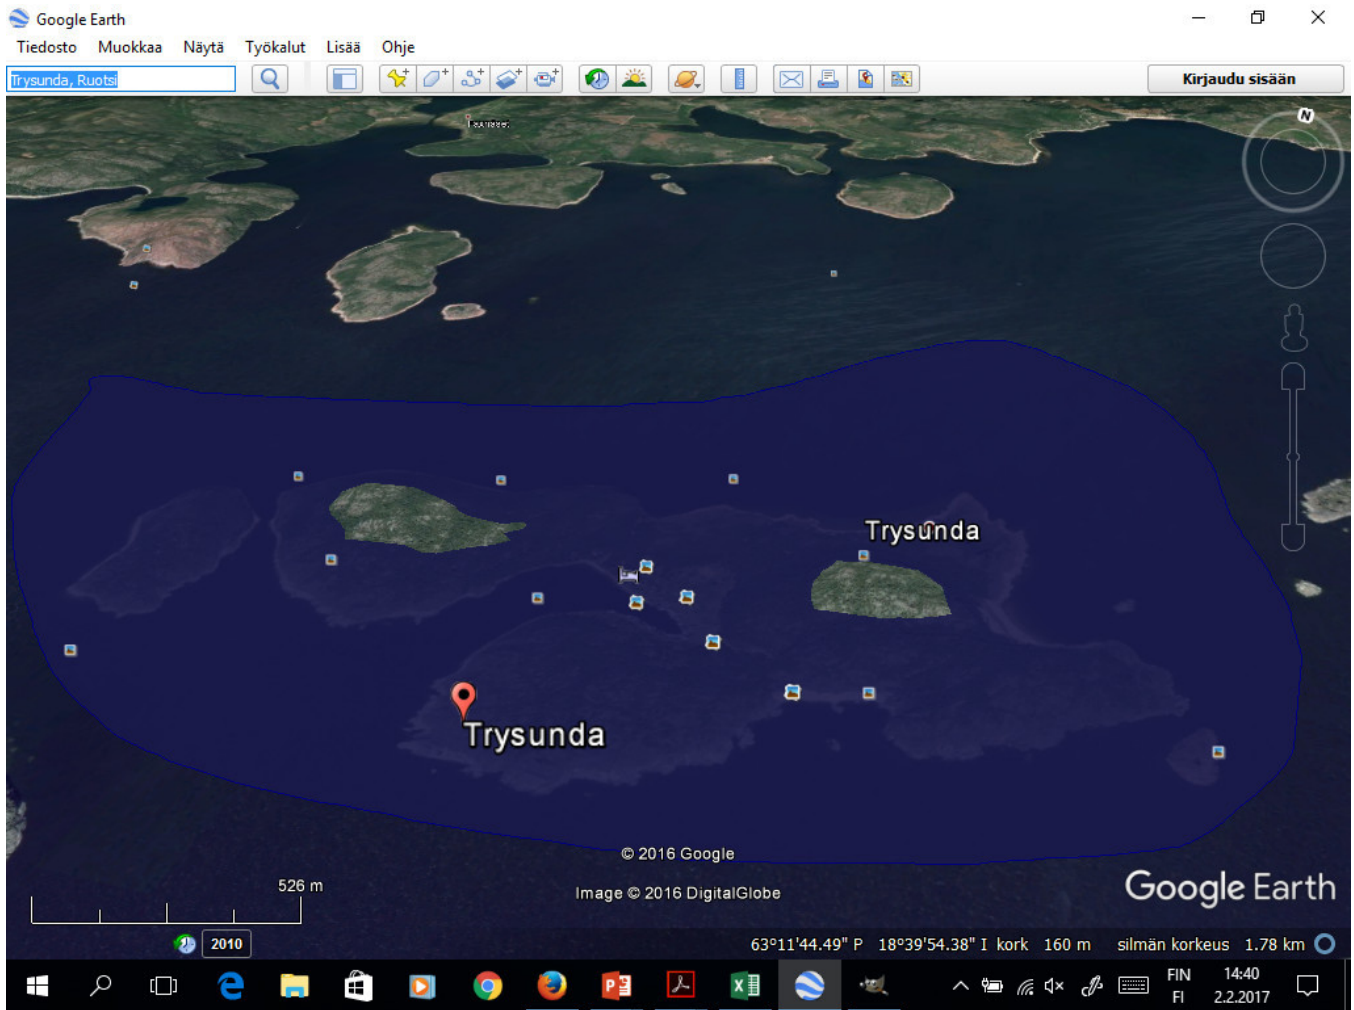 Google Earth
Tiedosto Muokkaa Näytä Työkalut Lisää Ohje
Trysunda, Ruotsi
Kirjaudu sisään
N
Trysunda
Trysunda
© 2016 Google
526 m
Image © 2016 DigitalGlobe
Google Earth
2010
63°11'44.49" P 18°39'54.38" I kork 160 m silmän korkeus 1.78 km
FIN
FI
14:40
2.2.2017